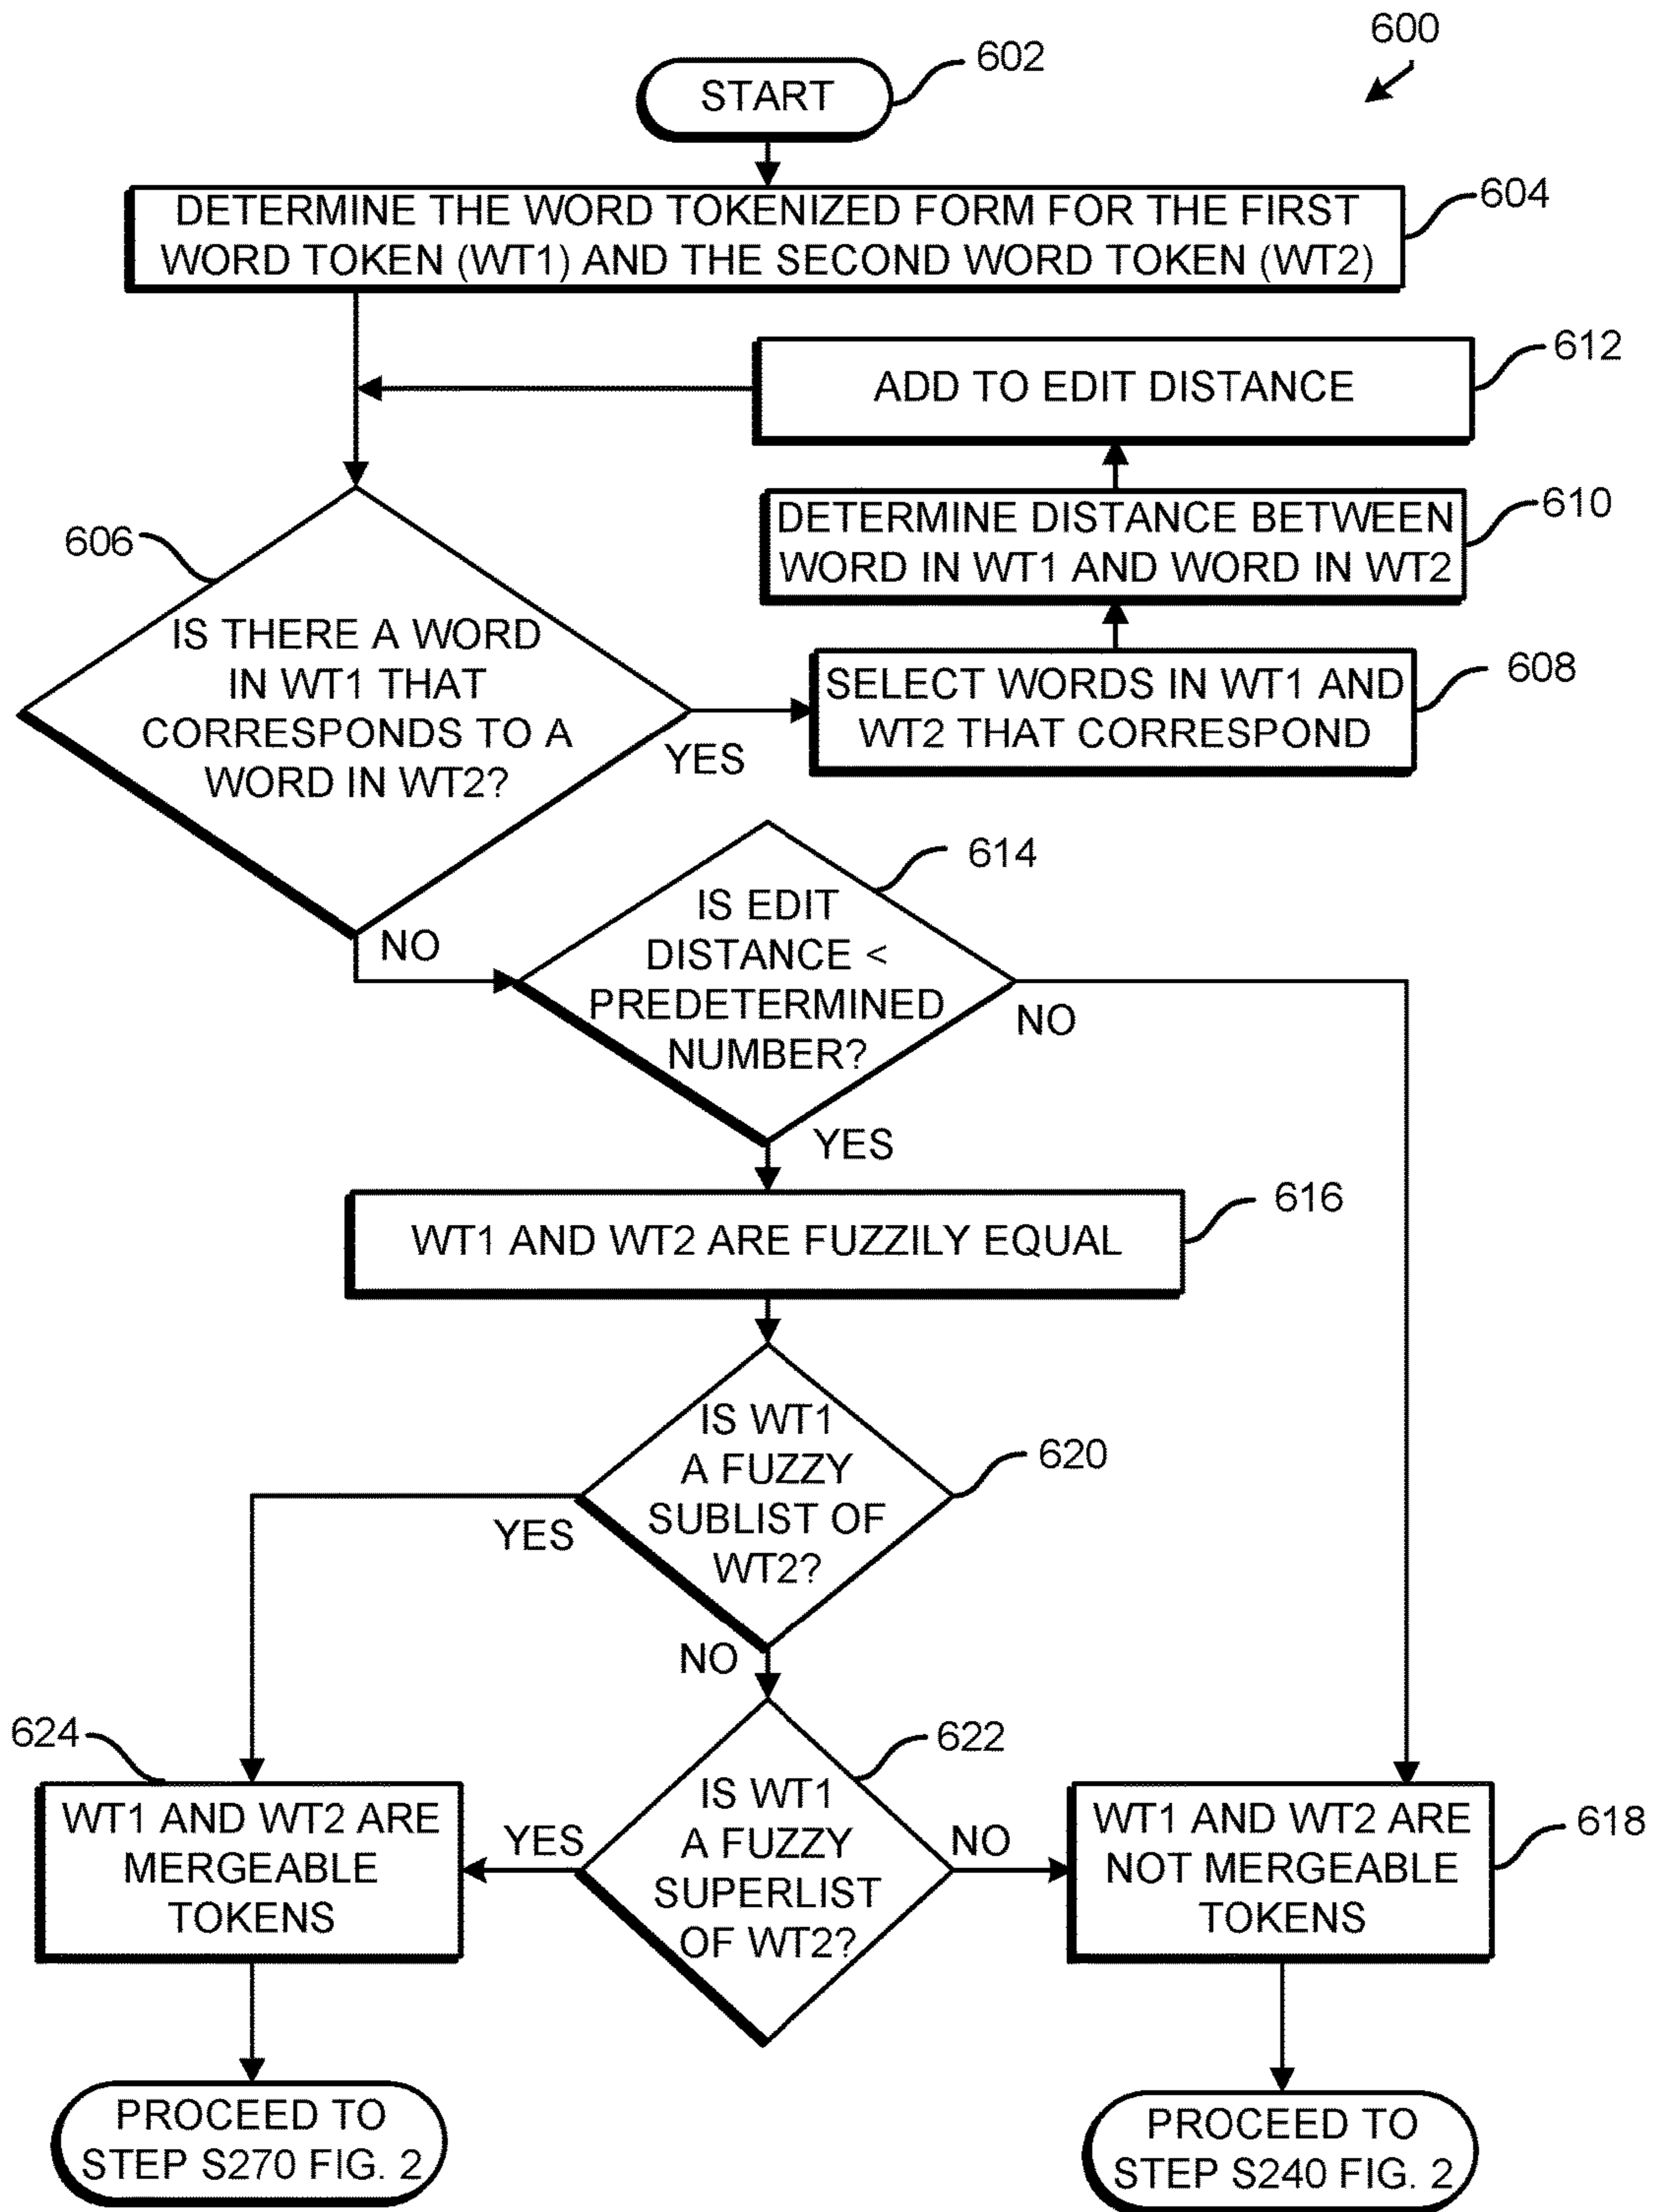 600
602
START
604
DETERMINE THE WORD TOKENIZED FORM FOR THE FIRST
WORD TOKEN (WT1) AND THE SECOND WORD TOKEN (WT2)
612
ADD TO EDIT DISTANCE
610
DETERMINE DISTANCE BETWEEN
WORD IN WT1 AND WORD IN WT2
606
IS THERE A WORD
IN WT1 THAT
CORRESPONDS TO A
WORD IN WT2?
YES
608
SELECT WORDS IN WT1 AND
WT2 THAT CORRESPOND
NO
614
IS EDIT
DISTANCE <
PREDETERMINED
NUMBER?
NO
YES
616
WT1 AND WT2 ARE FUZZILY EQUAL
620
IS WT1
A FUZZY
SUBLIST OF
WT2?
YES
NO
624
WT1 AND WT2 ARE
MERGEABLE
TOKENS
622
IS WT1
A FUZZY
SUPERLIST
OF WT2?
YES
NO
618
WT1 AND WT2 ARE
NOT MERGEABLE
TOKENS
PROCEED TO
STEP S270 FIG. 2
PROCEED TO
STEP S240 FIG. 2